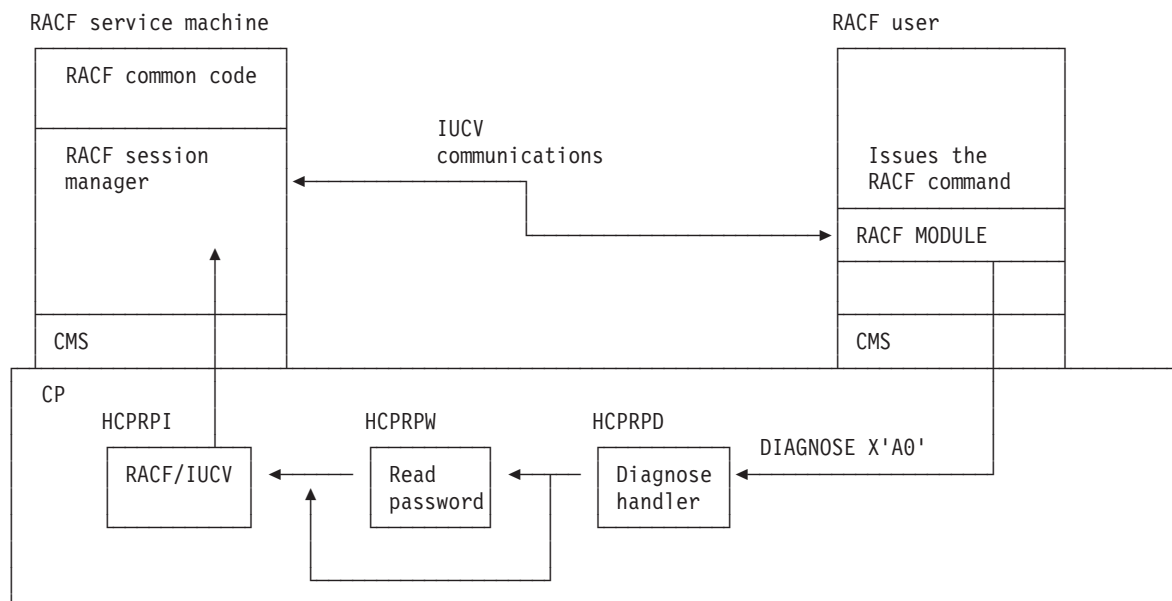 RACF service machine
RACF user
RACF common code
IUCV
communications
RACF session
manager
Issues the
RACF command
RACF MODULE
CMS
CMS
CP
HCPRPI
HCPRPW
HCPRPD
DIAGNOSE X'A0'
RACF/IUCV
Read
password
Diagnose
handler